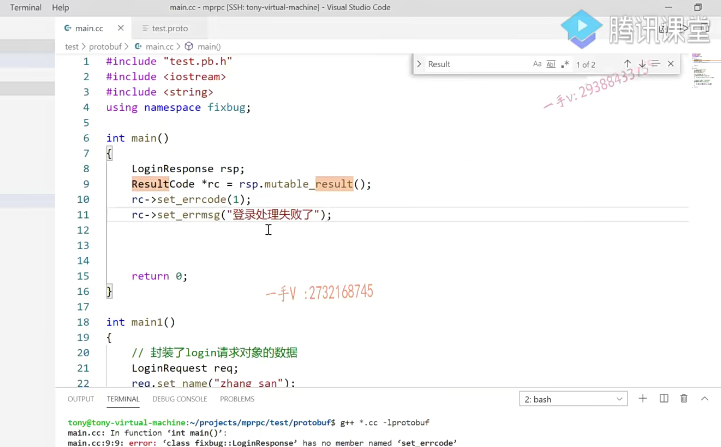 Terminal Help
main.cc - mprpc [SSH: tony-virtual-machine] - Visual Studio Code
腾讯课堂
main.cc × test.proto
test > protobuf > main.cc > main()
Result Aa Ab| .* 1 of 2
一手v: 2938843375
1 #include "test.pb.h"
2 #include <iostream>
3 #include <string>
4 using namespace fixbug;
5
6 int main()
7 {
8 LoginResponse rsp;
9 ResultCode *rc = rsp.mutable_result();
10 rc->set_errcode(1);
11 rc->set_errmsg("登录处理失败了");
12
13
14
15 return 0;
16 }
一手V :2732168745
17
18 int main1()
19 {
20 // 封装了login请求对象的数据
21 LoginRequest req;
22 req.set_name("zhang san");
OUTPUT TERMINAL DEBUG CONSOLE PROBLEMS 2: bash
tony@tony-virtual-machine:~/projects/mprpc/test/protobuf$ g++ *.cc -lprotobuf
main.cc: In function ‘int main()’:
main.cc:9:9: error: ‘class fixbug::LoginResponse’ has no member named ‘set_errcode’